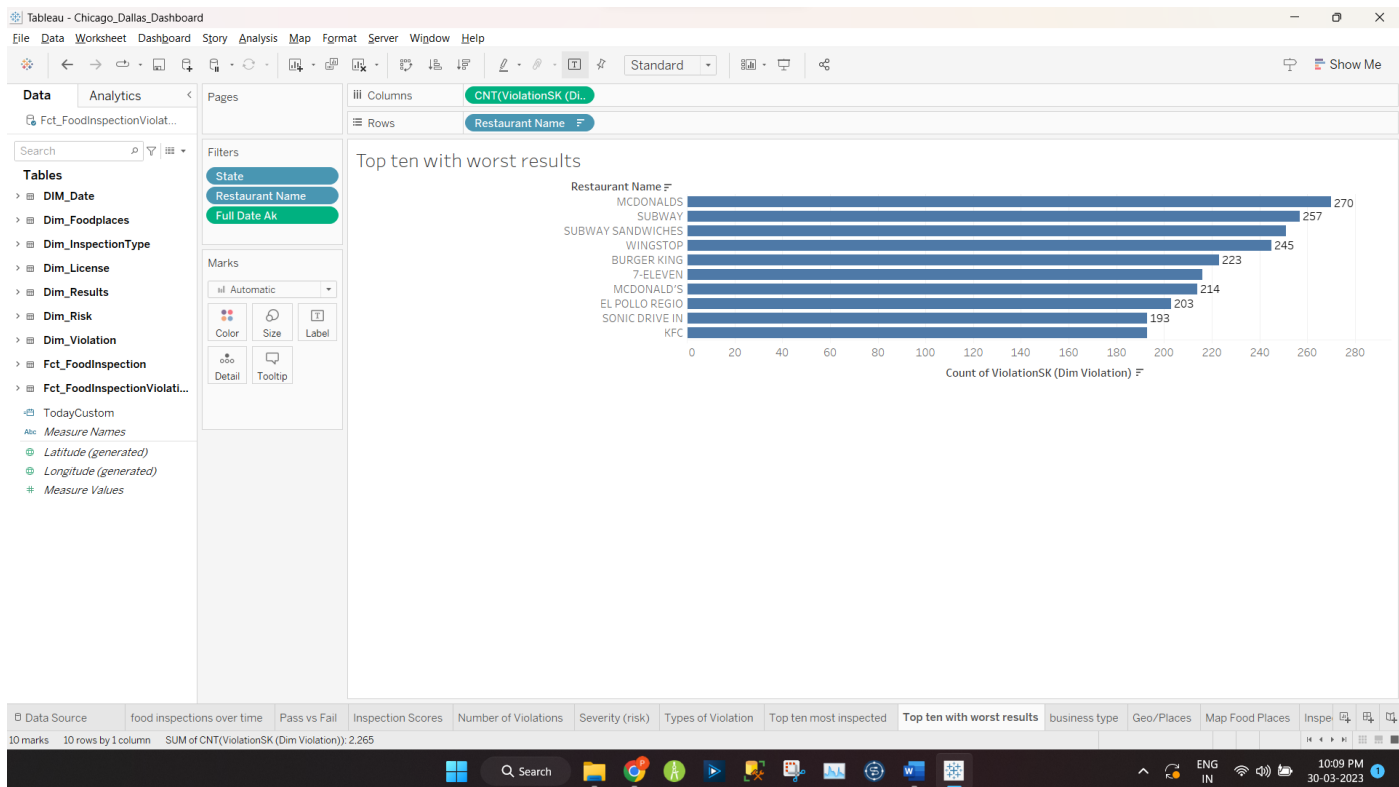 Tableau - Chicago_Dallas_Dashboard
File Data Worksheet Dashboard Story Analysis Map Format Server Window Help
Standard
Show Me
Data Analytics
Fct_FoodInspectionViolat...
Search
Tables
DIM_Date
Dim_Foodplaces
Dim_InspectionType
Dim_License
Dim_Results
Dim_Risk
Dim_Violation
Fct_FoodInspection
Fct_FoodInspectionViolati...
TodayCustom
Abc Measure Names
Latitude (generated)
Longitude (generated)
# Measure Values
Pages
Filters
State
Restaurant Name
Full Date Ak
Marks
Automatic
Color Size Label
Detail Tooltip
iii Columns CNT(ViolationSK (Di..
Rows Restaurant Name
Top ten with worst results
Restaurant Name
MCDONALDS 270
SUBWAY 257
SUBWAY SANDWICHES
WINGSTOP 245
BURGER KING 223
7-ELEVEN
MCDONALD'S 214
EL POLLO REGIO 203
SONIC DRIVE IN 193
KFC
0 20 40 60 80 100 120 140 160 180 200 220 240 260 280
Count of ViolationSK (Dim Violation)
Data Source food inspections over time Pass vs Fail Inspection Scores Number of Violations Severity (risk) Types of Violation Top ten most inspected Top ten with worst results business type Geo/Places Map Food Places Inspe
10 marks 10 rows by 1 column SUM of CNT(ViolationSK (Dim Violation)): 2,265
Search
P
W
ENG
IN
10:09 PM
30-03-2023
1